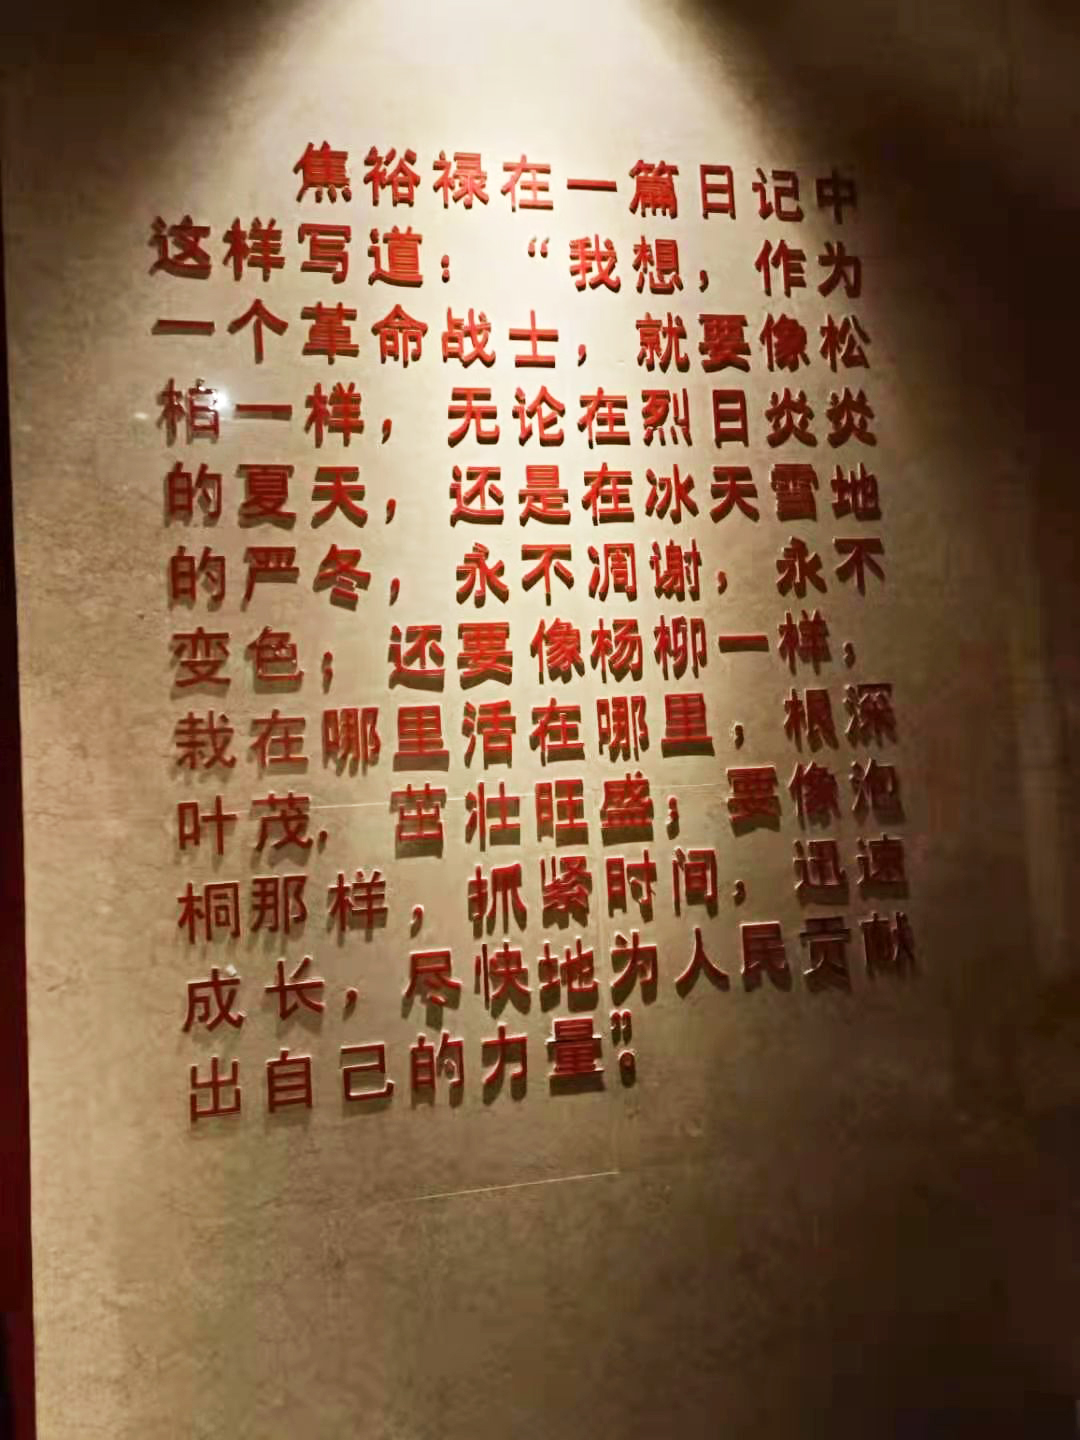 焦裕禄在一篇日记中
这样写道：“我想，作为
一个革命战士，就要像松
柏一样，无论在烈日炎炎
的夏天，还是在冰天雪地
的严冬，永不凋谢，永不
变色；还要像杨柳一样，
栽在哪里活在哪里，根深
叶茂，茁壮旺盛；要像泡
桐那样，抓紧时间，迅速
成长，尽快地为人民贡献
出自己的力量”。